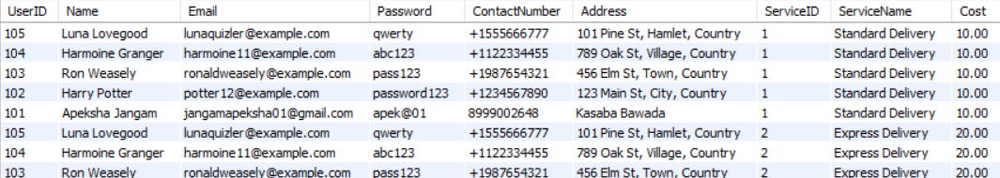 UserID Name Email Password ContactNumber Address ServiceID ServiceName Cost
105 Luna Lovegood lunaquizler@example.com qwerty +1555666777 101 Pine St, Hamlet, Country 1 Standard Delivery 10.00
104 Harmoine Granger harmoine11@example.com abc123 +1122334455 789 Oak St, Village, Country 1 Standard Delivery 10.00
103 Ron Weasely ronaldweasely@example.com pass123 +1987654321 456 Elm St, Town, Country 1 Standard Delivery 10.00
102 Harry Potter potter12@example.com password123 +1234567890 123 Main St, City, Country 1 Standard Delivery 10.00
101 Apeksha Jangam jangamapeksha01@gmail.com apek@01 8999002648 Kasaba Bawada 1 Standard Delivery 10.00
105 Luna Lovegood lunaquizler@example.com qwerty +1555666777 101 Pine St, Hamlet, Country 2 Express Delivery 20.00
104 Harmoine Granger harmoine11@example.com abc123 +1122334455 789 Oak St, Village, Country 2 Express Delivery 20.00
103 Ron Weasely ronaldweasely@example.com pass123 +1987654321 456 Elm St, Town, Country 2 Express Delivery 20.00